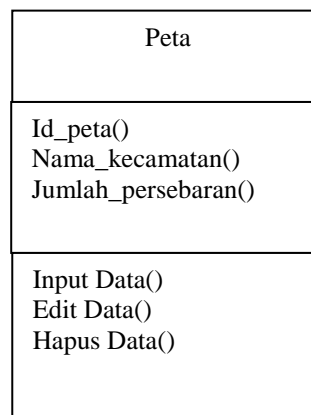 Peta
Id_peta()
Nama_kecamatan()
Jumlah_persebaran()
Input Data()
Edit Data()
Hapus Data()